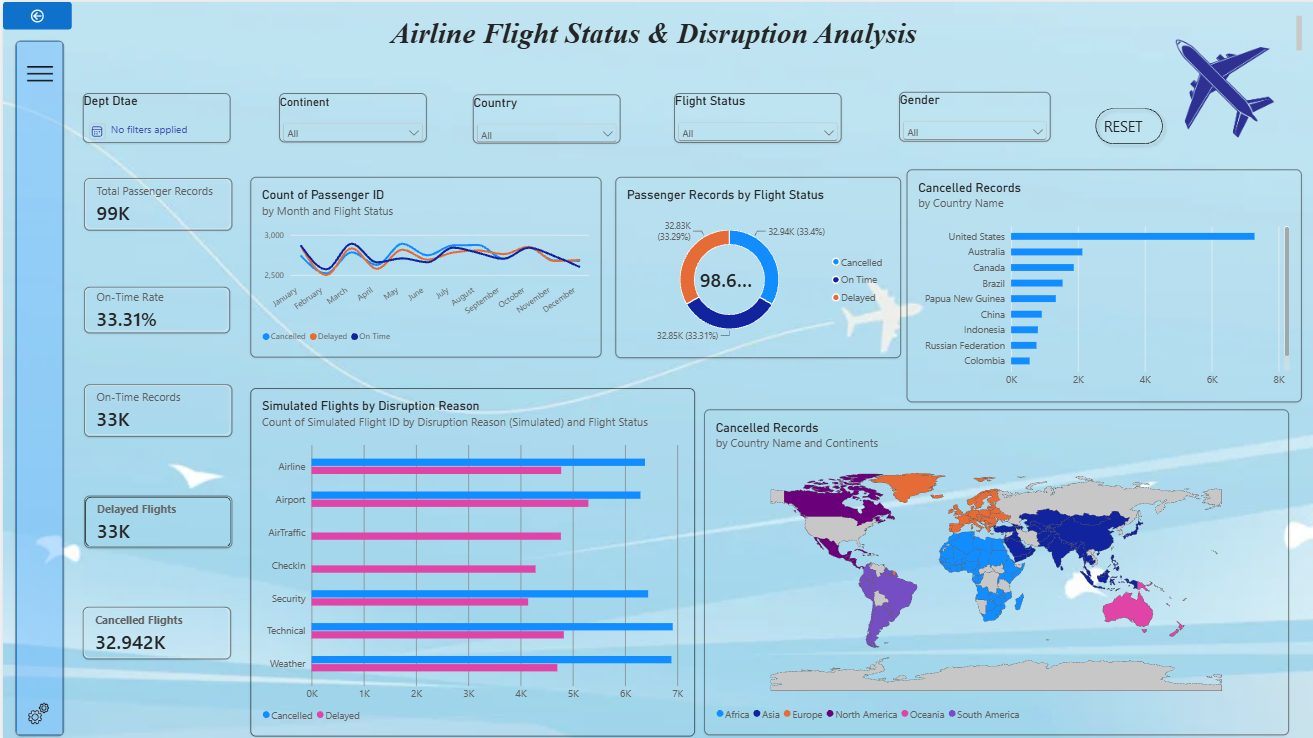 Airline Flight Status & Disruption Analysis
Dept Dtae
No filters applied
Continent
All
Country
All
Flight Status
All
Gender
All
RESET
Total Passenger Records
99K
On-Time Rate
33.31%
On-Time Records
33K
Delayed Flights
33K
Cancelled Flights
32.942K
Count of Passenger ID
by Month and Flight Status
3,000
2,500
January
February
March
April
May
June
July
August
September
October
November
December
Cancelled
Delayed
On Time
Passenger Records by Flight Status
32.83K
(33.29%)
32.94K (33.4%)
98.6...
32.85K (33.31%)
Cancelled
On Time
Delayed
Cancelled Records
by Country Name
United States
Australia
Canada
Brazil
Papua New Guinea
China
Indonesia
Russian Federation
Colombia
0K 2K 4K 6K 8K
Simulated Flights by Disruption Reason
Count of Simulated Flight ID by Disruption Reason (Simulated) and Flight Status
Airline
Airport
AirTraffic
CheckIn
Security
Technical
Weather
0K 1K 2K 3K 4K 5K 6K 7K
Cancelled Delayed
Cancelled Records
by Country Name and Continents
Africa Asia Europe North America Oceania South America